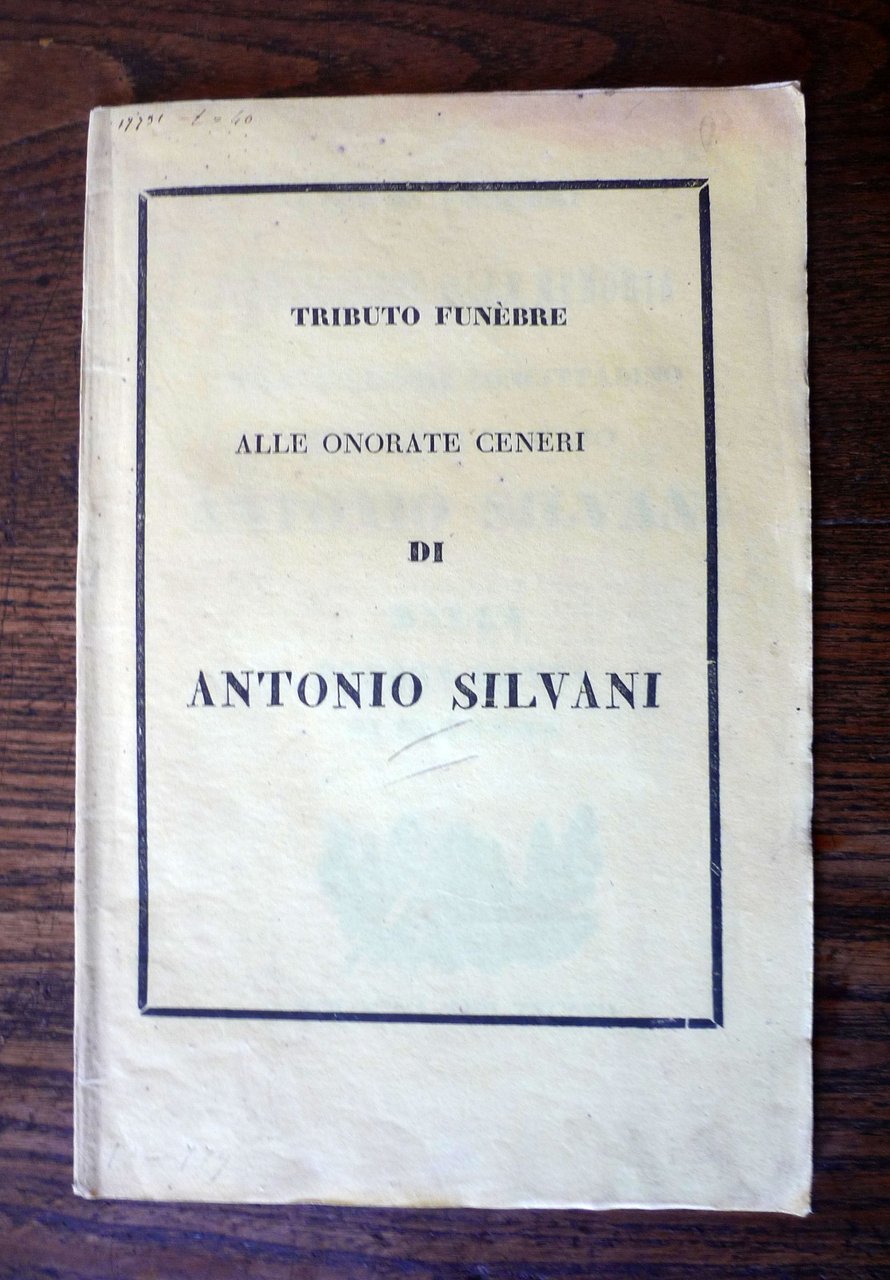 TRIBUTO FUNÈBRE
ALLE ONORATE CENERI
DI
ANTONIO SILVANI